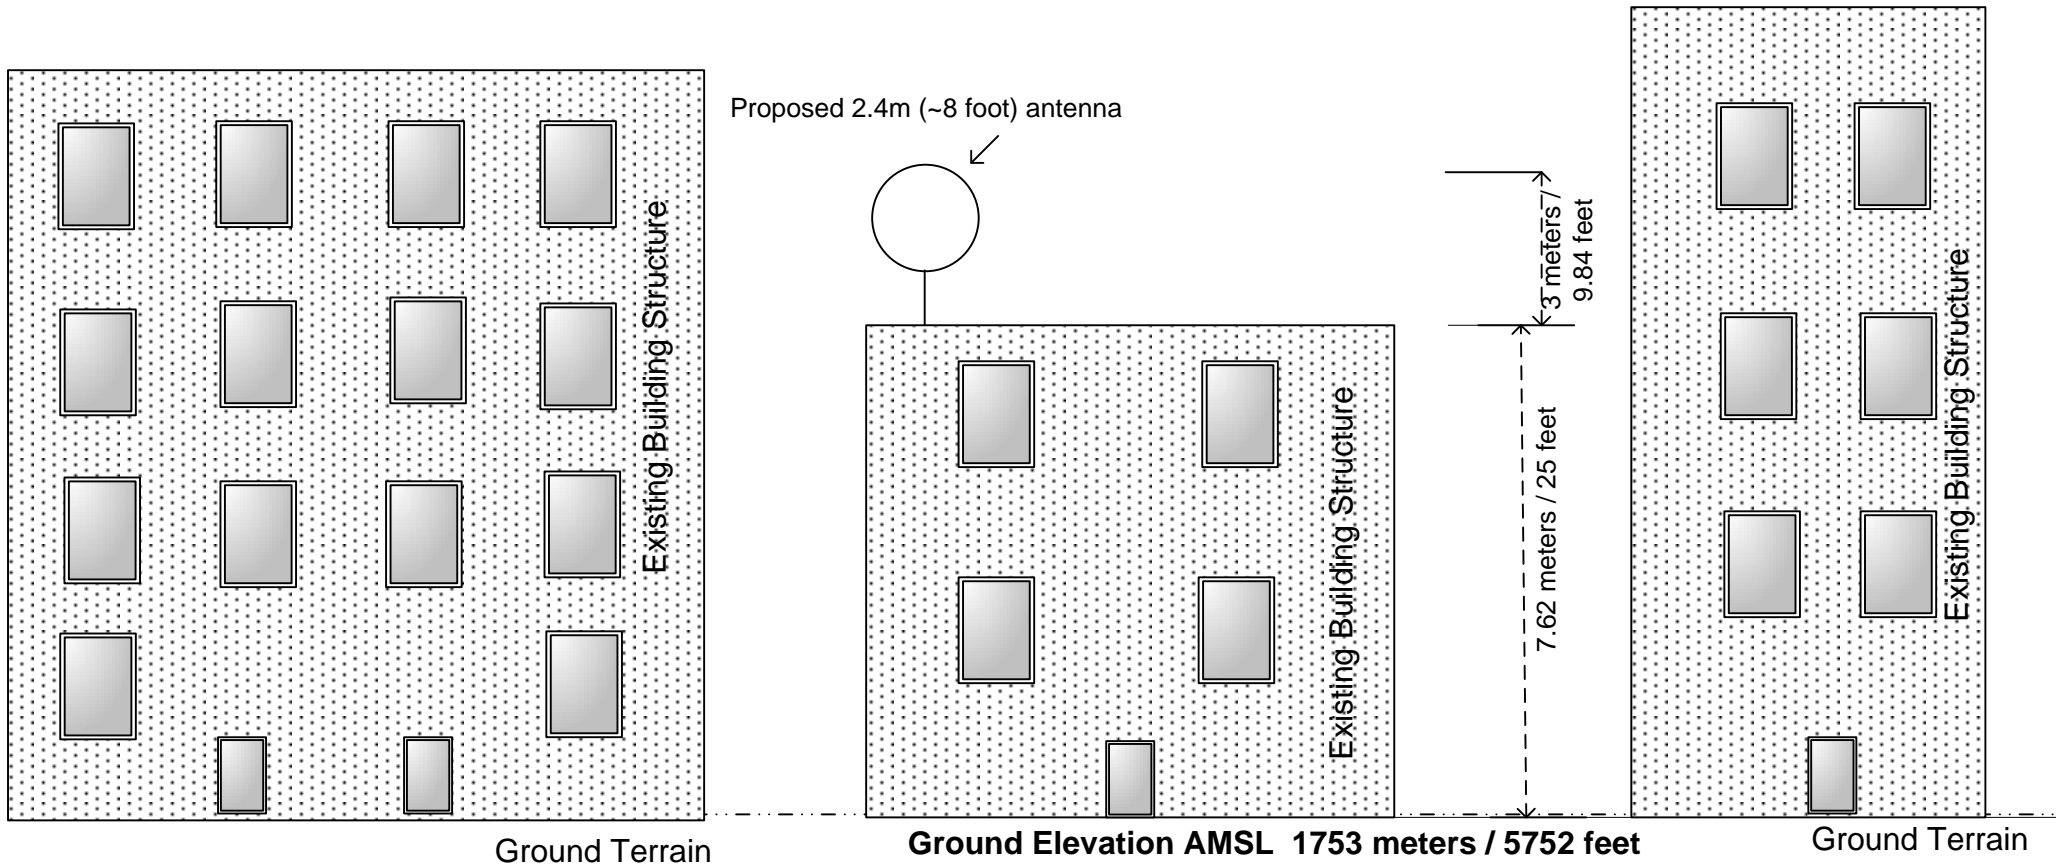 Proposed 2.4m (~8 foot) antenna
3 meters /
9.84 feet
Existing Building Structure
Existing Building Structure
7.62 meters / 25 feet
Existing Building Structure
Ground Terrain
Ground Elevation AMSL  1753 meters / 5752 feet
Ground Terrain